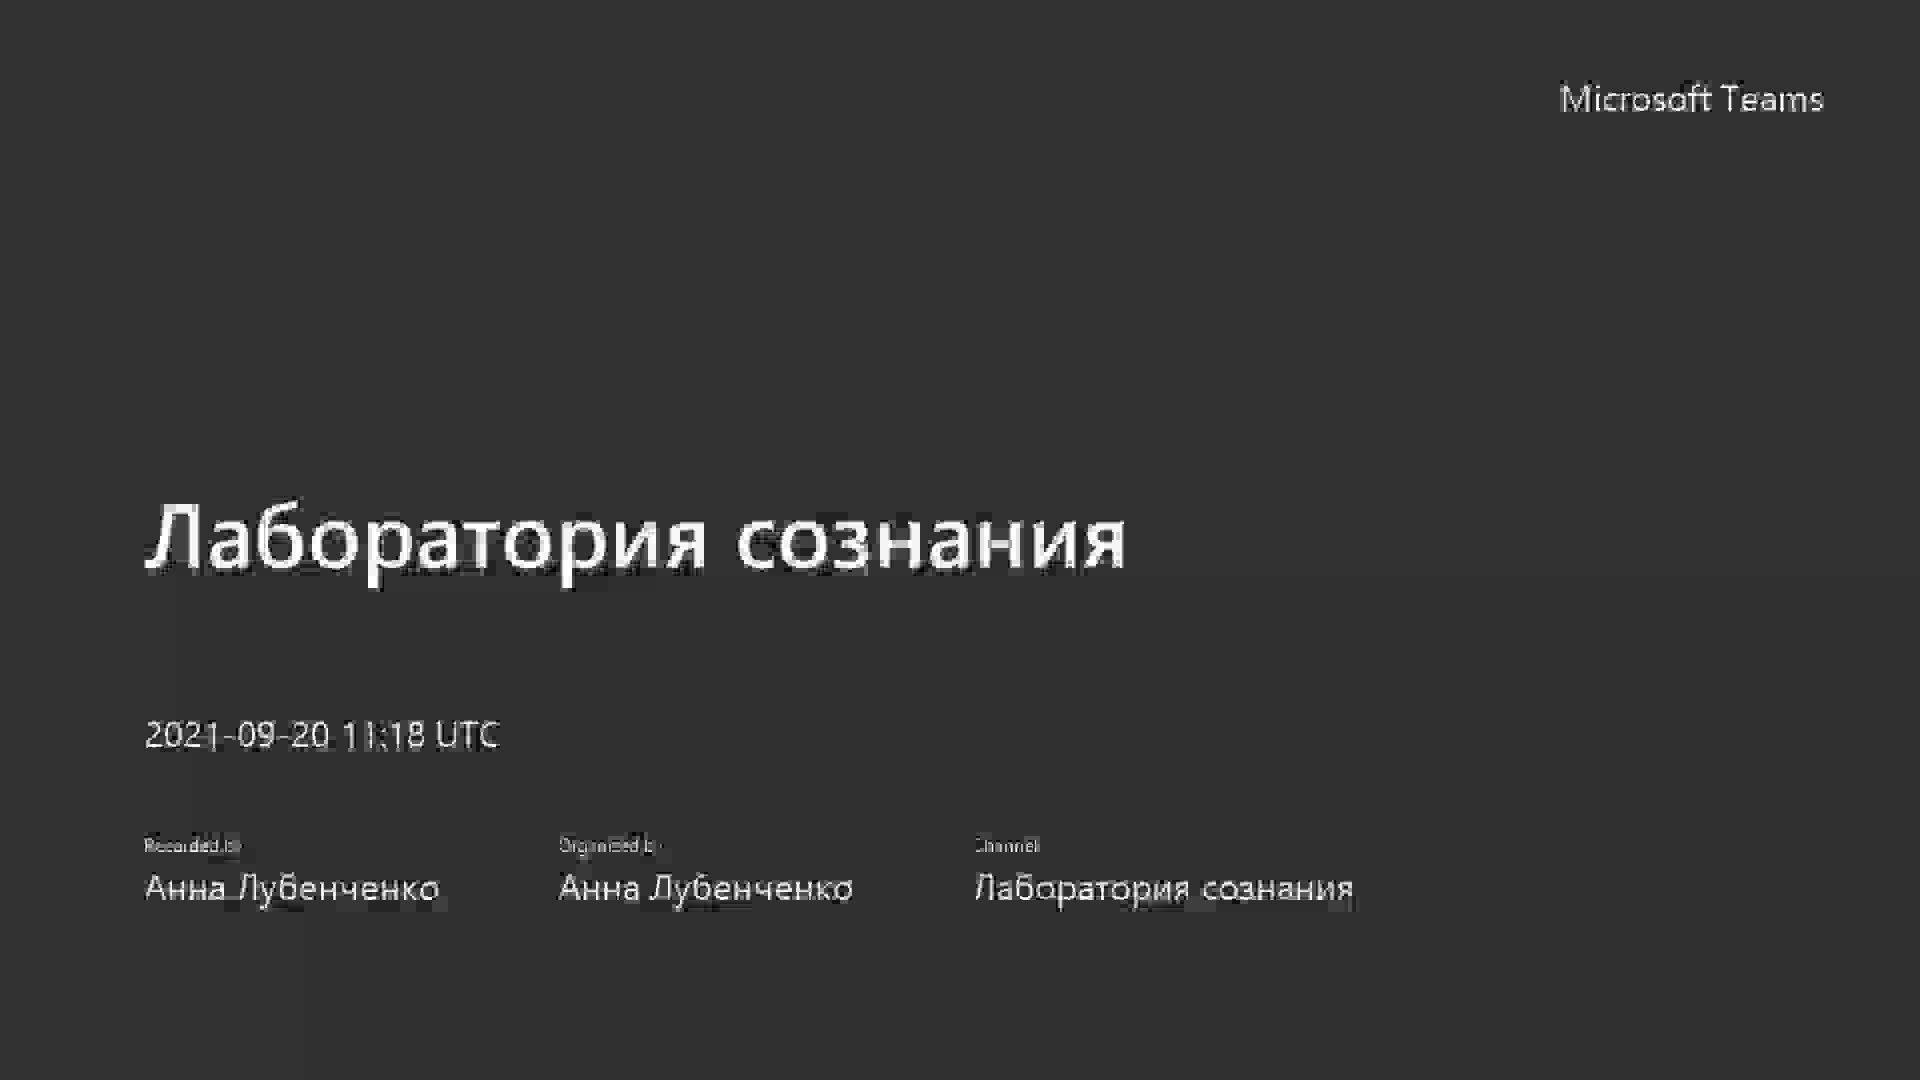 Microsoft Teams
Лаборатория сознания
2021-09-20 11:18 UTC
Recorded by
Organized by
Channel
Анна Лубенченко
Анна Лубенченко
Лаборатория сознания